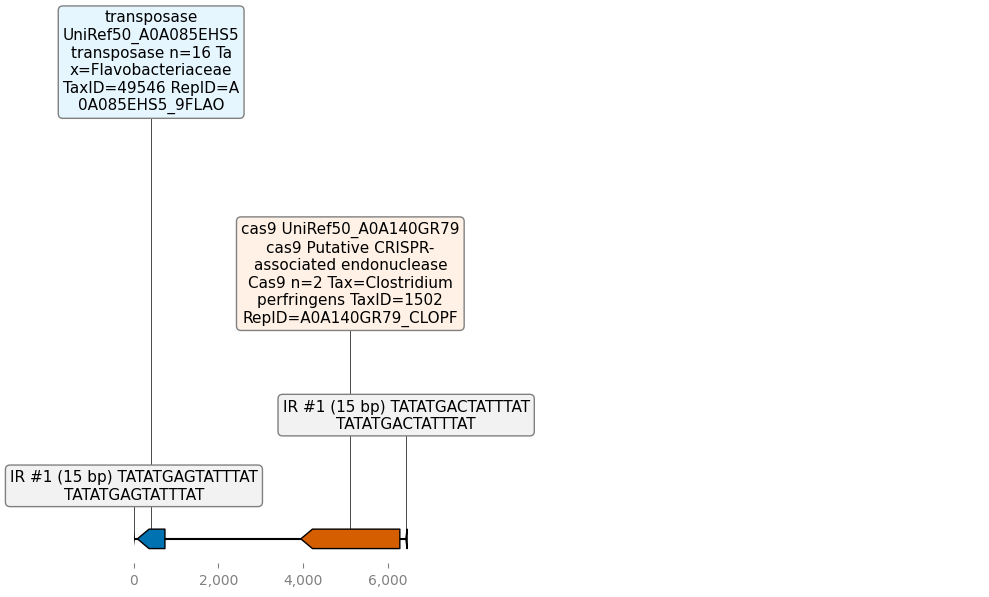 transposase
UniRef50_A0A085EHS5
transposase n=16 Ta
x=Flavobacteriaceae
TaxID=49546 RepID=A
0A085EHS5_9FLAO
cas9 UniRef50_A0A140GR79
cas9 Putative CRISPR-
associated endonuclease
Cas9 n=2 Tax=Clostridium
perfringens TaxID=1502
RepID=A0A140GR79_CLOPF
IR #1 (15 bp) TATATGACTATTTAT
TATATGACTATTTAT
IR #1 (15 bp) TATATGAGTATTTAT
TATATGAGTATTTAT
0 2,000 4,000 6,000